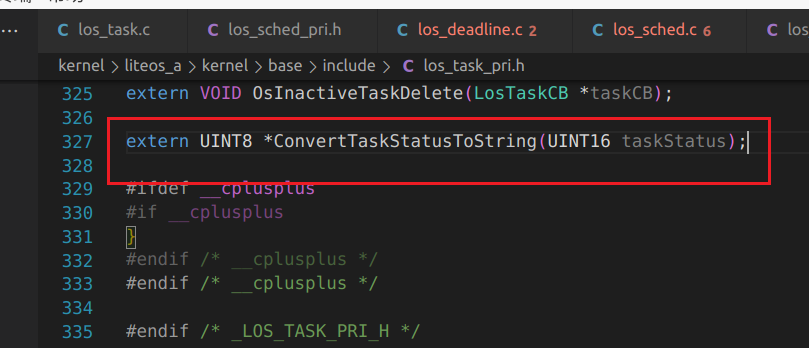 ··· C los_task.c C los_sched_pri.h C los_deadline.c 2 C los_sched.c 6 C los
kernel > liteos_a > kernel > base > include > C los_task_pri.h
325 extern VOID OsInactiveTaskDelete(LosTaskCB *taskCB);
326
327 extern UINT8 *ConvertTaskStatusToString(UINT16 taskStatus);
328
329 #ifdef __cplusplus
330 #if __cplusplus
331 }
332 #endif /* __cplusplus */
333 #endif /* __cplusplus */
334
335 #endif /* _LOS_TASK_PRI_H */